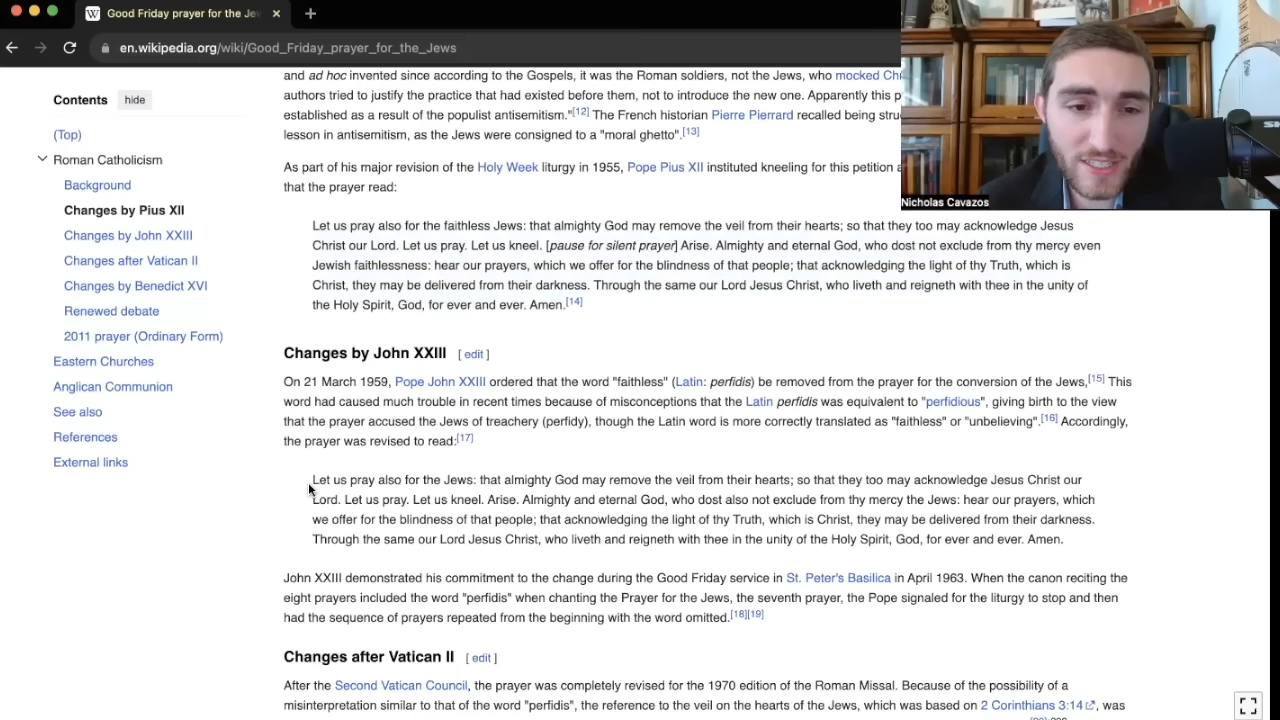 Good Friday prayer for the Je
en.wikipedia.org/wiki/Good_Friday_prayer_for_the_Jews
Nicholas Cavazos
Contents hide
(Top)
Roman Catholicism
Background
Changes by Pius XII
Changes by John XXIII
Changes after Vatican II
Changes by Benedict XVI
Renewed debate
2011 prayer (Ordinary Form)
Eastern Churches
Anglican Communion
See also
References
External links
and ad hoc invented since according to the Gospels, it was the Roman soldiers, not the Jews, who mocked
authors tried to justify the practice that had existed before them, not to introduce the new one. Apparently this
established as a result of the populist antisemitism."[12] The French historian Pierre Pierrard recalled being
lesson in antisemitism, as the Jews were consigned to a "moral ghetto".[13]
As part of his major revision of the Holy Week liturgy in 1955, Pope Pius XII instituted kneeling for this petition
that the prayer read:
Let us pray also for the faithless Jews: that almighty God may remove the veil from their hearts; so that they too may acknowledge Jesus
Christ our Lord. Let us pray. Let us kneel. [pause for silent prayer] Arise. Almighty and eternal God, who dost not exclude from thy mercy even
Jewish faithlessness: hear our prayers, which we offer for the blindness of that people; that acknowledging the light of thy Truth, which is
Christ, they may be delivered from their darkness. Through the same our Lord Jesus Christ, who liveth and reigneth with thee in the unity of
the Holy Spirit, God, for ever and ever. Amen.[14]
Changes by John XXIII [ edit ]
On 21 March 1959, Pope John XXIII ordered that the word "faithless" (Latin: perfidis) be removed from the prayer for the conversion of the Jews,[15] This
word had caused much trouble in recent times because of misconceptions that the Latin perfidis was equivalent to "perfidious", giving birth to the view
that the prayer accused the Jews of treachery (perfidy), though the Latin word is more correctly translated as "faithless" or "unbelieving".[16] Accordingly,
the prayer was revised to read:[17]
Let us pray also for the Jews: that almighty God may remove the veil from their hearts; so that they too may acknowledge Jesus Christ our
Lord. Let us pray. Let us kneel. Arise. Almighty and eternal God, who dost also not exclude from thy mercy the Jews: hear our prayers, which
we offer for the blindness of that people; that acknowledging the light of thy Truth, which is Christ, they may be delivered from their darkness.
Through the same our Lord Jesus Christ, who liveth and reigneth with thee in the unity of the Holy Spirit, God, for ever and ever. Amen.
John XXIII demonstrated his commitment to the change during the Good Friday service in St. Peter's Basilica in April 1963. When the canon reciting the
eight prayers included the word "perfidis" when chanting the Prayer for the Jews, the seventh prayer, the Pope signaled for the liturgy to stop and then
had the sequence of prayers repeated from the beginning with the word omitted.[18][19]
Changes after Vatican II [ edit ]
After the Second Vatican Council, the prayer was completely revised for the 1970 edition of the Roman Missal. Because of the possibility of a
misinterpretation similar to that of the word "perfidis", the reference to the veil on the hearts of the Jews, which was based on 2 Corinthians 3:14, was